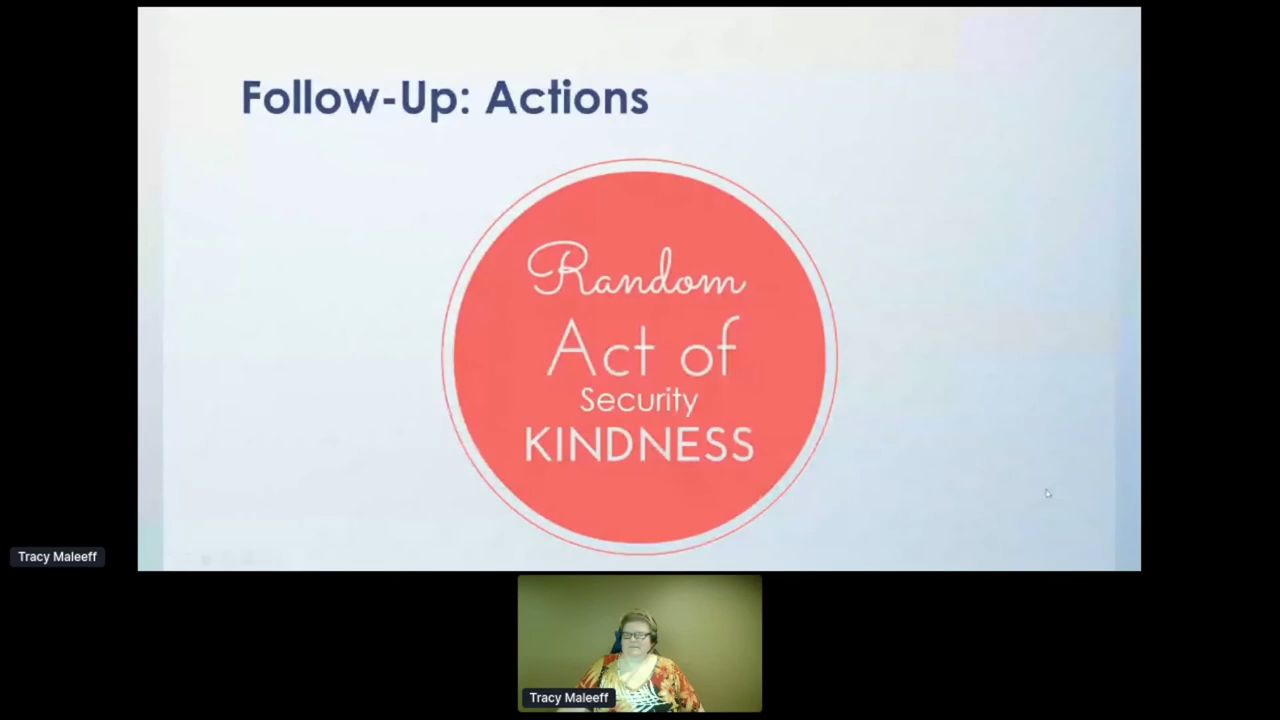 Follow-Up: Actions
Random
Act of
Security
KINDNESS
Tracy Maleeff
Tracy Maleeff